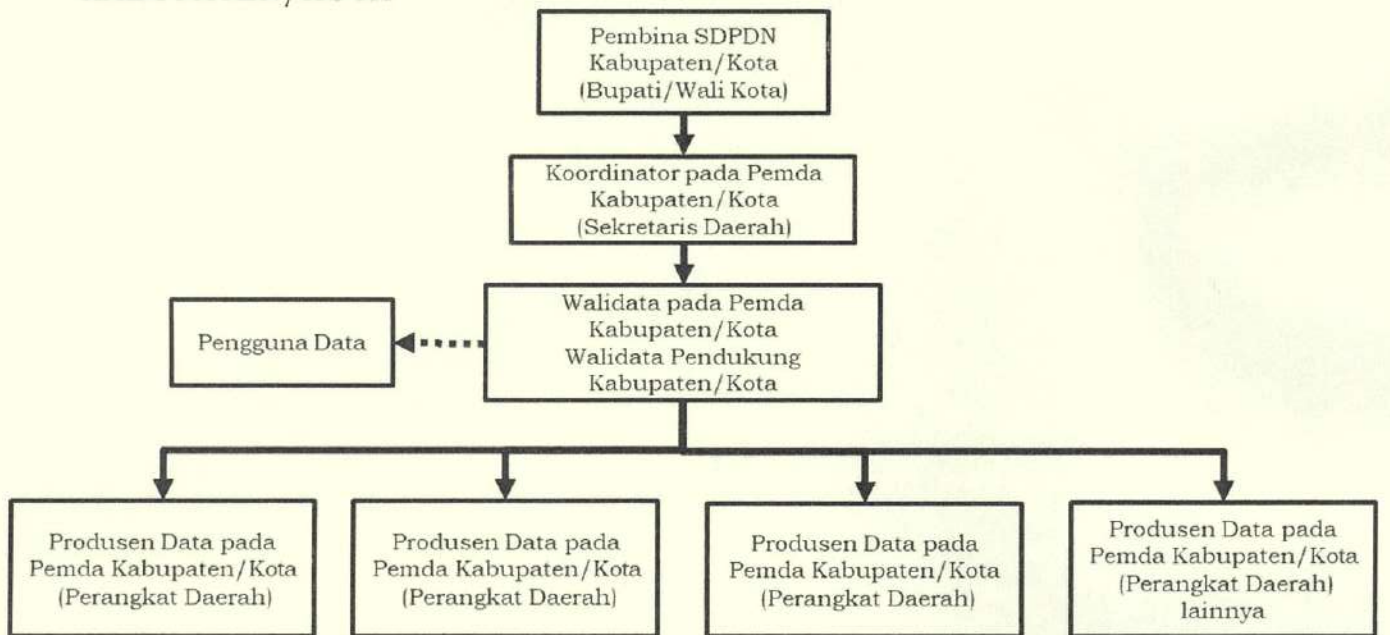 Pembina SDPDN
Kabupaten/Kota
(Bupati/Wali Kota)
Koordinator pada Pemda
Kabupaten/Kota
(Sekretaris Daerah)
Walidata pada Pemda
Kabupaten/Kota
Walidata Pendukung
Kabupaten/Kota
Pengguna Data
Produsen Data pada
Pemda Kabupaten/Kota
(Perangkat Daerah)
Produsen Data pada
Pemda Kabupaten/Kota
(Perangkat Daerah)
Produsen Data pada
Pemda Kabupaten/Kota
(Perangkat Daerah)
Produsen Data pada
Pemda Kabupaten/Kota
(Perangkat Daerah)
lainnya